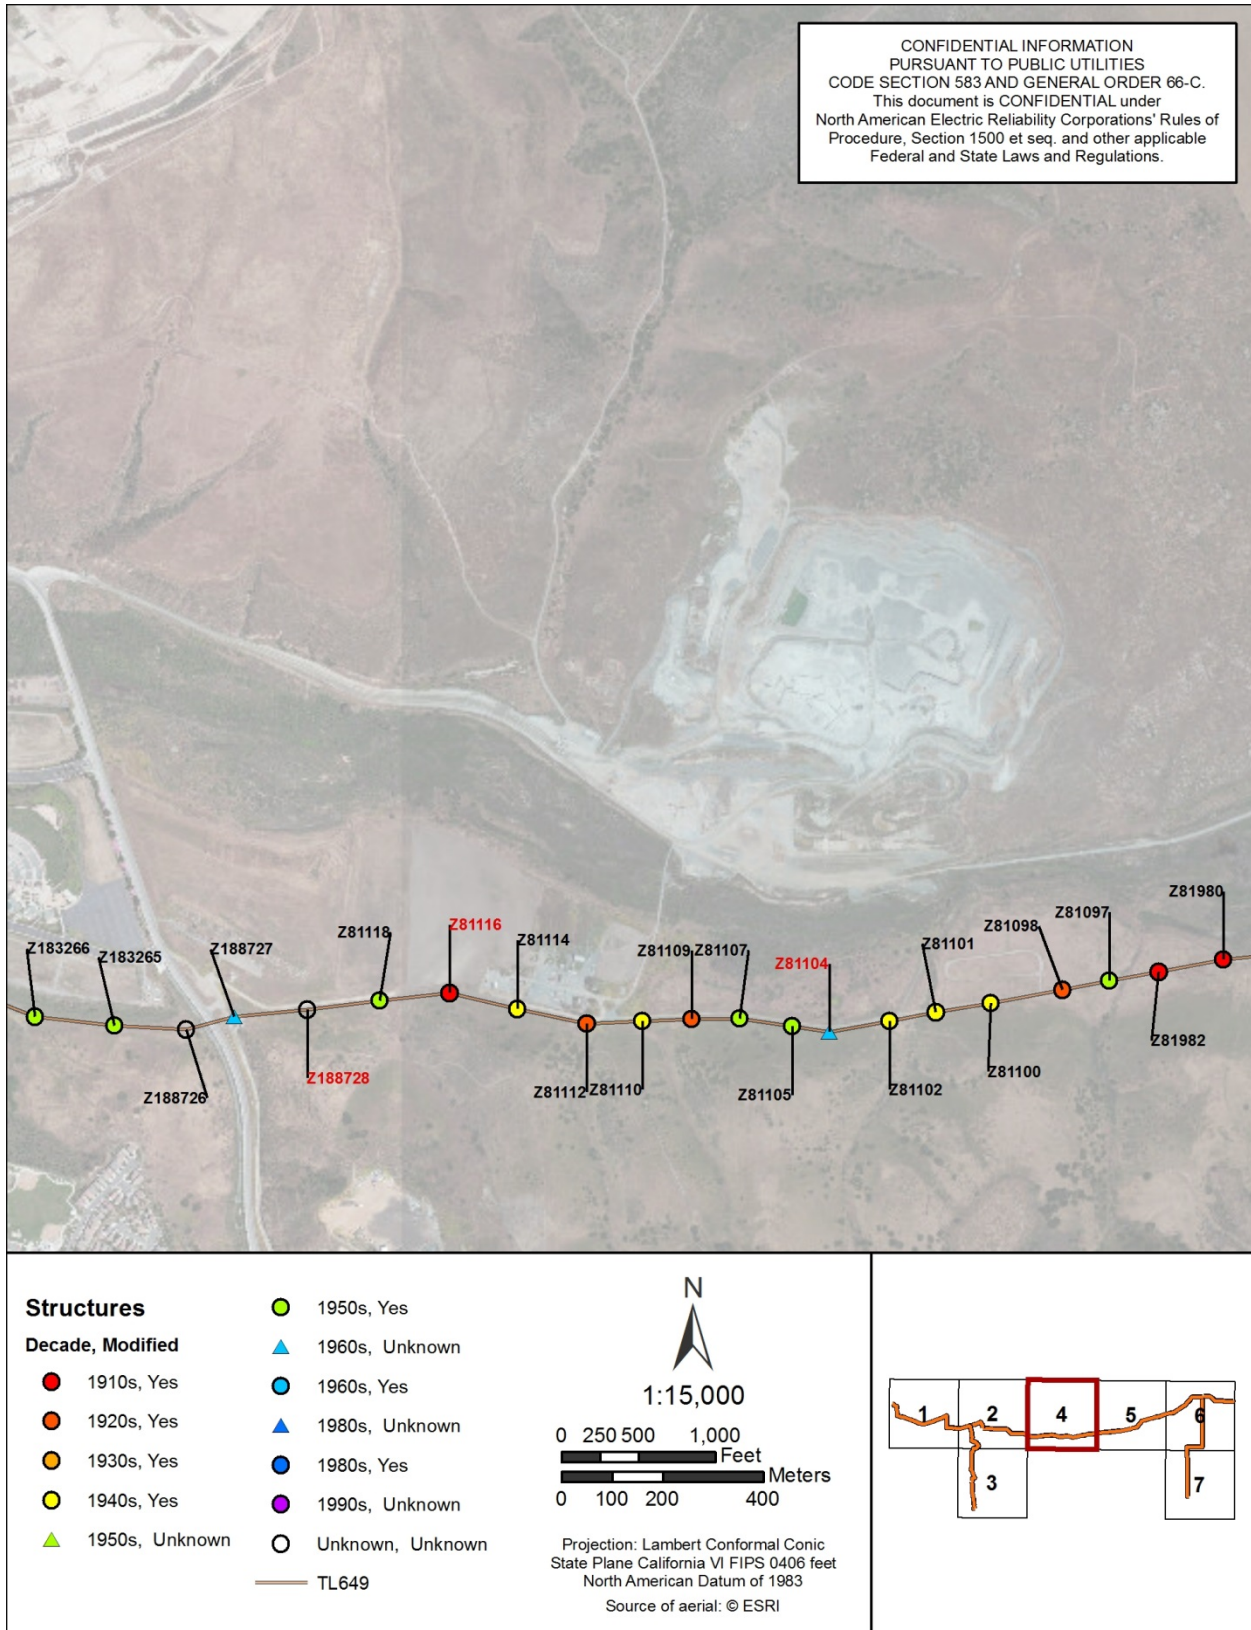 CONFIDENTIAL INFORMATION
PURSUANT TO PUBLIC UTILITIES
CODE SECTION 583 AND GENERAL ORDER 66-C.
This document is CONFIDENTIAL under
North American Electric Reliability Corporations' Rules of
Procedure, Section 1500 et seq. and other applicable
Federal and State Laws and Regulations.
Z183266
Z183265
Z188726
Z188727
Z188728
Z81118
Z81116
Z81114
Z81112
Z81110
Z81109
Z81107
Z81105
Z81104
Z81102
Z81101
Z81100
Z81098
Z81097
Z81982
Z81980
Structures
Decade, Modified
1910s, Yes
1920s, Yes
1930s, Yes
1940s, Yes
1950s, Unknown
1950s, Yes
1960s, Unknown
1960s, Yes
1980s, Unknown
1980s, Yes
1990s, Unknown
Unknown, Unknown
TL649
N
1:15,000
0 250 500 1,000
Feet
Meters
0 100 200 400
Projection: Lambert Conformal Conic
State Plane California VI FIPS 0406 feet
North American Datum of 1983
Source of aerial: © ESRI
1 2 4 5 6
3 7